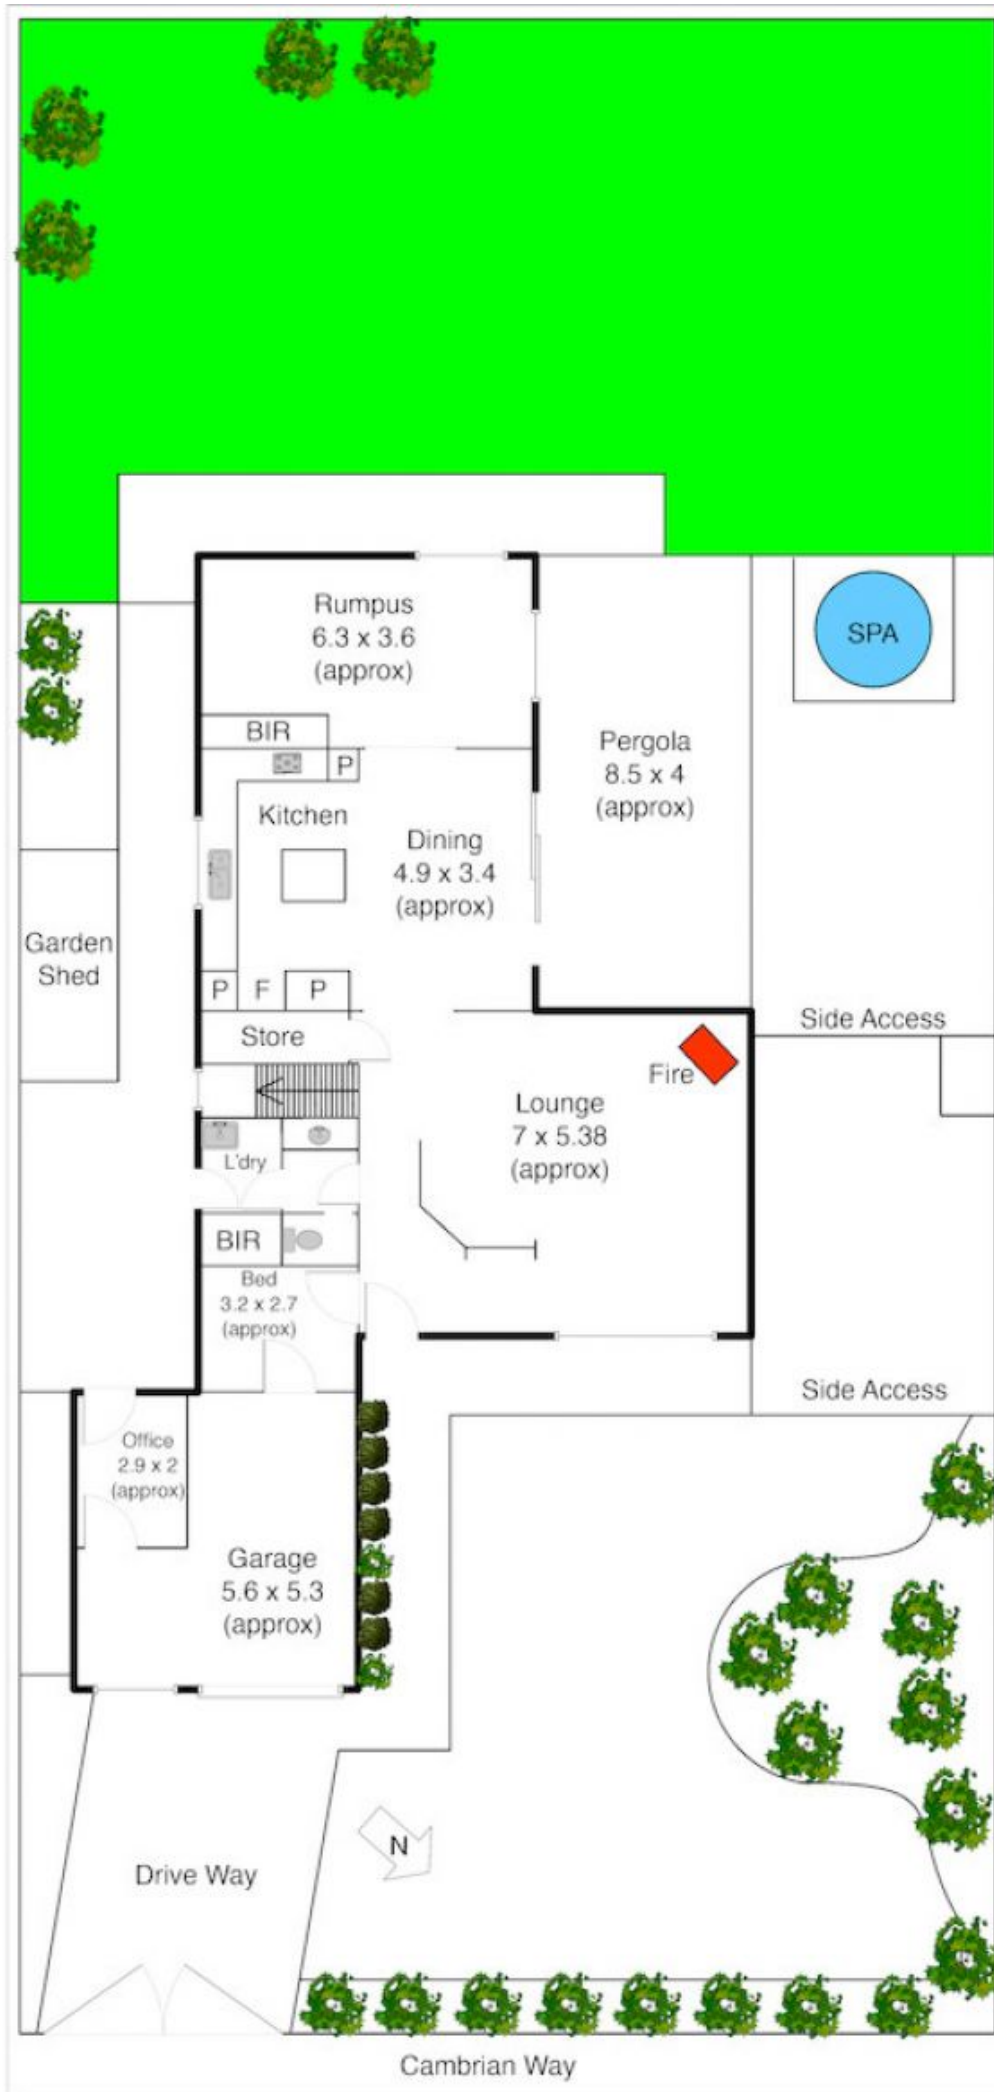 Rumpus
6.3 x 3.6
(approx)
SPA
BIR
P
Pergola
8.5 x 4
(approx)
Kitchen
Dining
4.9 x 3.4
(approx)
Garden
Shed
P F P
Store
Side Access
Fire
Lounge
7 x 5.38
(approx)
L'dry
BIR
Bed
3.2 x 2.7
(approx)
Side Access
Office
2.9 x 2
(approx)
Garage
5.6 x 5.3
(approx)
N
Drive Way
Cambrian Way